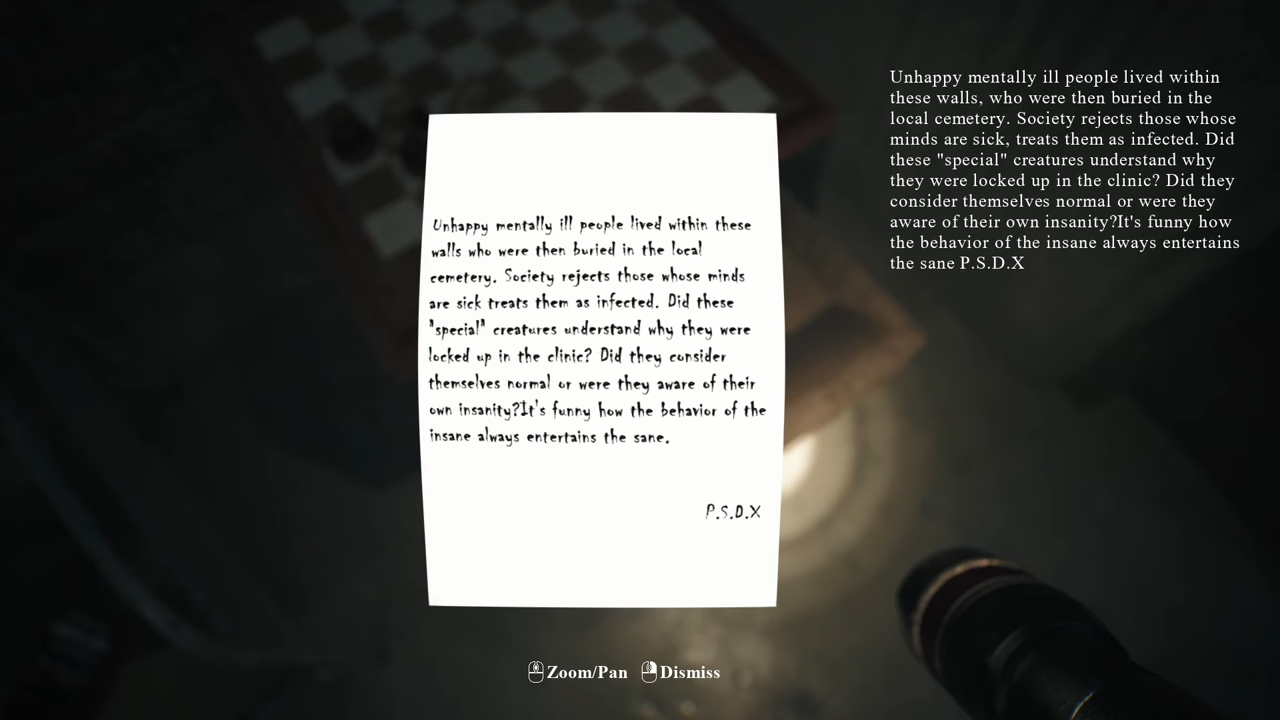 Unhappy mentally ill people lived within these
walls who were then buried in the local
cemetery. Society rejects those whose minds
are sick treats them as infected. Did these
"special" creatures understand why they were
locked up in the clinic? Did they consider
themselves normal or were they aware of their
own insanity?It's funny how the behavior of the
insane always entertains the sane.
P.S.D.X
Unhappy mentally ill people lived within
these walls, who were then buried in the
local cemetery. Society rejects those whose
minds are sick, treats them as infected. Did
these "special" creatures understand why
they were locked up in the clinic? Did they
consider themselves normal or were they
aware of their own insanity?It's funny how
the behavior of the insane always entertains
the sane P.S.D.X
Zoom/Pan Dismiss